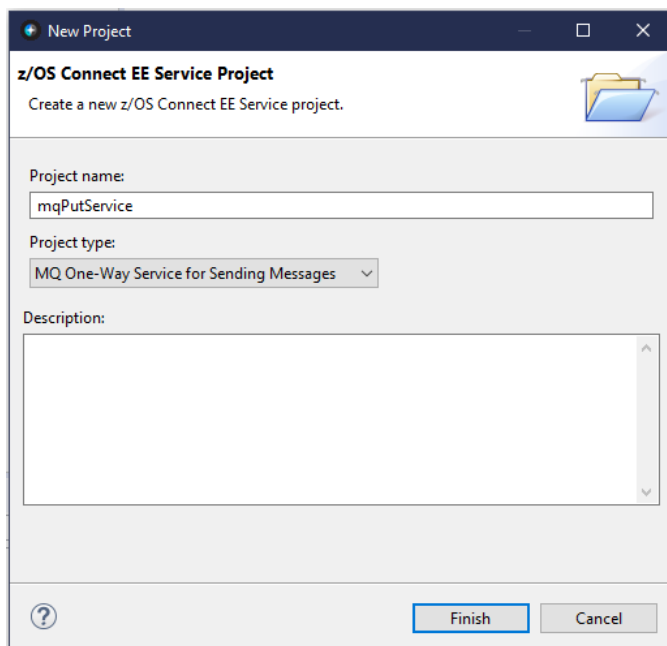 New Project
z/OS Connect EE Service Project
Create a new z/OS Connect EE Service project.
Project name:
mqPutService
Project type:
MQ One-Way Service for Sending Messages
Description:
?
Finish
Cancel